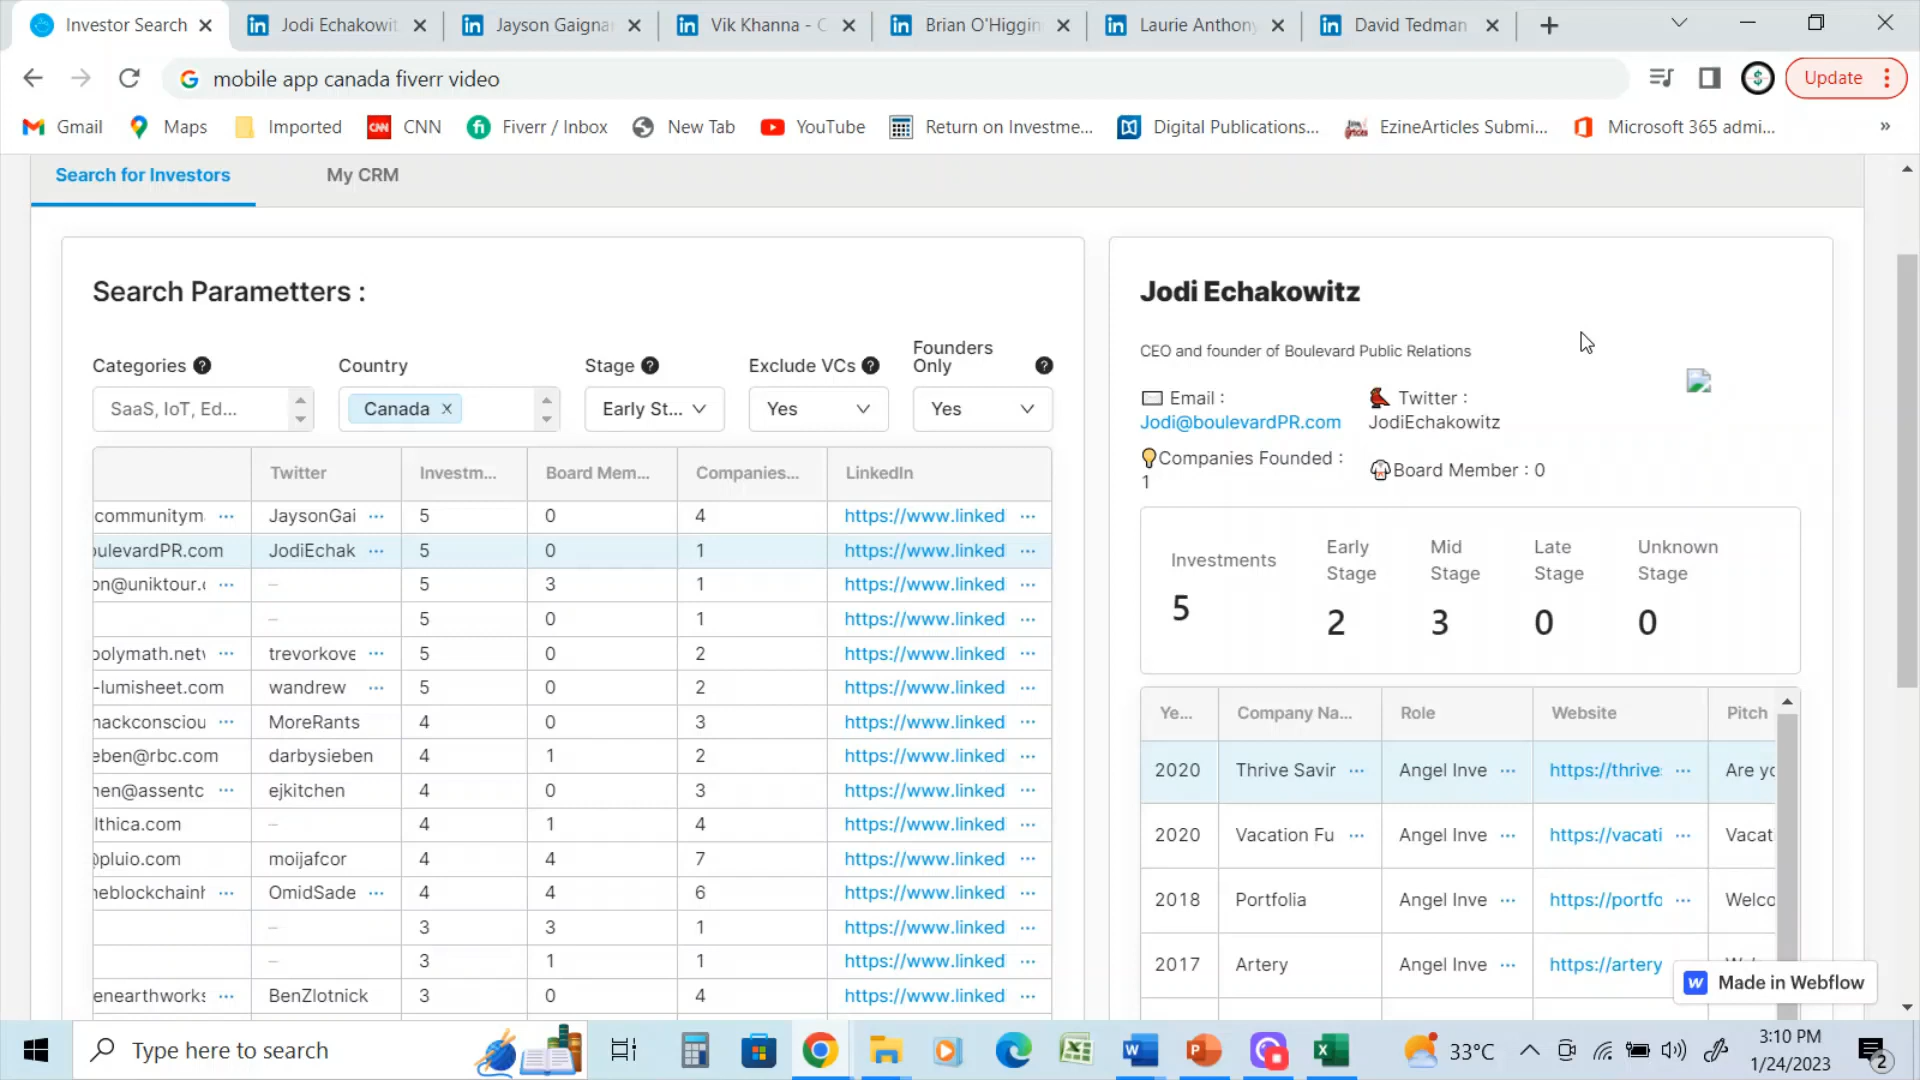 Investor Search
Jodi Echakowit
Jayson Gaigna
Vik Khanna - C
Brian O'Higgin
Laurie Anthony
David Tedman
mobile app canada fiverr video
Update
Gmail
Maps
Imported
CNN
Fiverr / Inbox
New Tab
YouTube
Return on Investme...
Digital Publications...
EzineArticles Submi...
Microsoft 365 admi...
»
Search for Investors
My CRM
Search Parametters :
Categories ?
Country
Stage ?
Exclude VCs ?
Founders Only ?
SaaS, IoT, Ed...
Canada ×
Early St...
Yes
Yes
Twitter Investm... Board Mem... Companies... LinkedIn
communitym ... JaysonGai ... 5 0 4 https://www.linked ...
oulevardPR.com JodiEchak ... 5 0 1 https://www.linked ...
on@uniktour.c ... – 5 3 1 https://www.linked ...
– 5 0 1 https://www.linked ...
polymath.netv ... trevorkove ... 5 0 2 https://www.linked ...
-lumisheet.com wandrew ... 5 0 2 https://www.linked ...
hackconsciou ... MoreRants 4 0 3 https://www.linked ...
eben@rbc.com darbysieben 4 1 2 https://www.linked ...
hen@assentc ... ejkitchen 4 0 3 https://www.linked ...
lthica.com – 4 1 4 https://www.linked ...
@pluio.com moijafcor 4 4 7 https://www.linked ...
neblockchainh ... OmidSade ... 4 4 6 https://www.linked ...
– 3 3 1 https://www.linked ...
– 3 1 1 https://www.linked ...
enearthworks ... BenZlotnick 3 0 4 https://www.linked ...
Jodi Echakowitz
CEO and founder of Boulevard Public Relations
Email :
Jodi@boulevardPR.com
Twitter :
JodiEchakowitz
Companies Founded :
1
Board Member : 0
Investments
5
Early Stage
2
Mid Stage
3
Late Stage
0
Unknown Stage
0
Ye... Company Na... Role Website Pitch
2020 Thrive Savir ... Angel Inve ... https://thrive ... Are yo
2020 Vacation Fu ... Angel Inve ... https://vacati ... Vacat
2018 Portfolia Angel Inve ... https://portfo ... Welco
2017 Artery Angel Inve ... https://artery
Made in Webflow
Type here to search
33°C
3:10 PM
1/24/2023
2